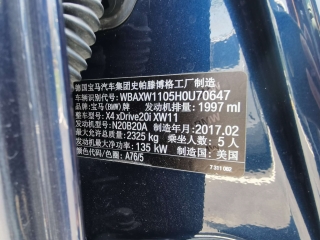 德国宝马汽车集团史帕滕博格工厂制造
车辆识别代号: WBAXW1105H0U70647
品牌: 宝马(BMW)牌 发动机排量: 1997 ml
整车型号: X4 xDrive20i XW11
发动机型号: N20B20A 制造年月: 2017.02
最大允许总质量: 2325 kg 乘坐人数: 5 人
发动机最大净功率: 135 kW 制造国: 美国
颜色代码/色号: A76/5
7 311 082